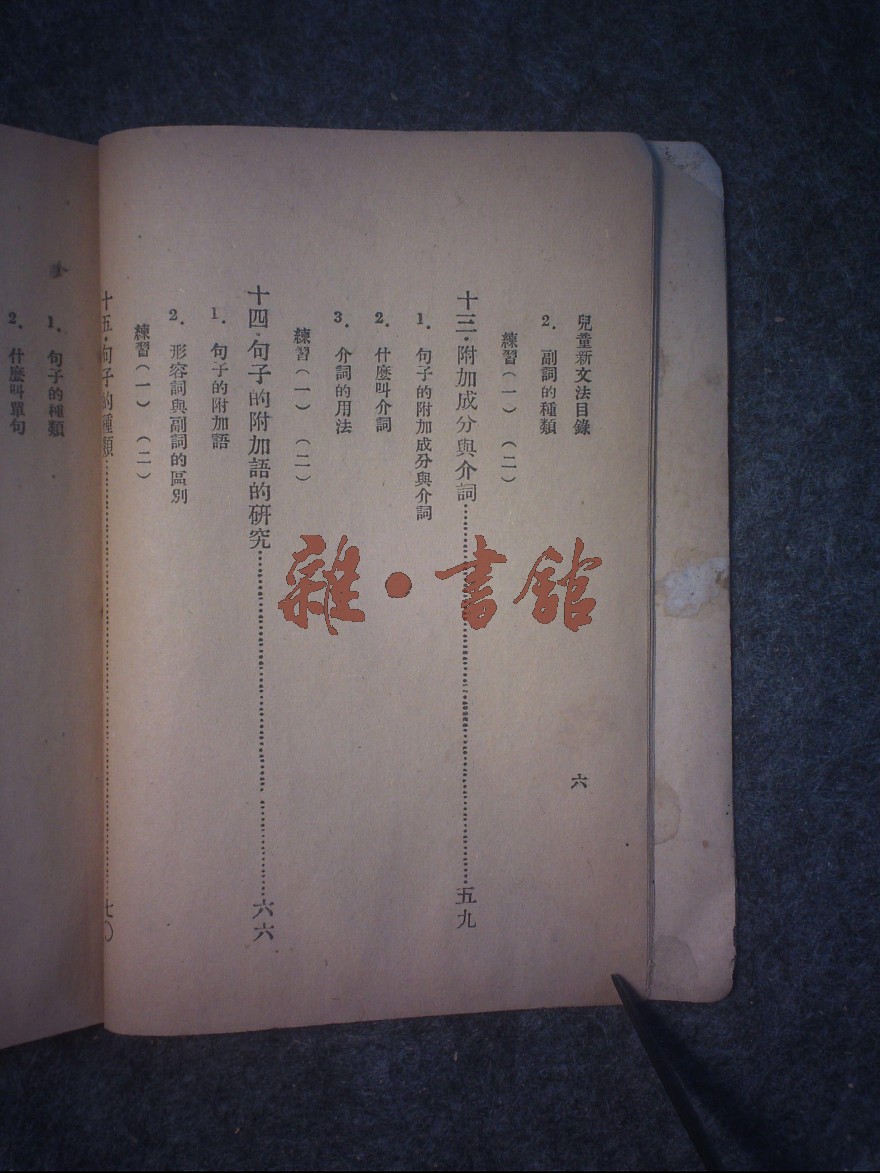 兒童新文法目錄
六
2. 副詞的種類
練習(一) (二)
十三·附加成分與介詞……五九
1. 句子的附加成分與介詞
2. 什麼叫介詞
3. 介詞的用法
練習(一) (二)
十四·句子的附加語的研究……六六
1. 句子的附加語
2. 形容詞與副詞的區別
練習(一) (二)
十五·句子的種類……七〇
1. 句子的種類
2. 什麼叫單句
雜·書館